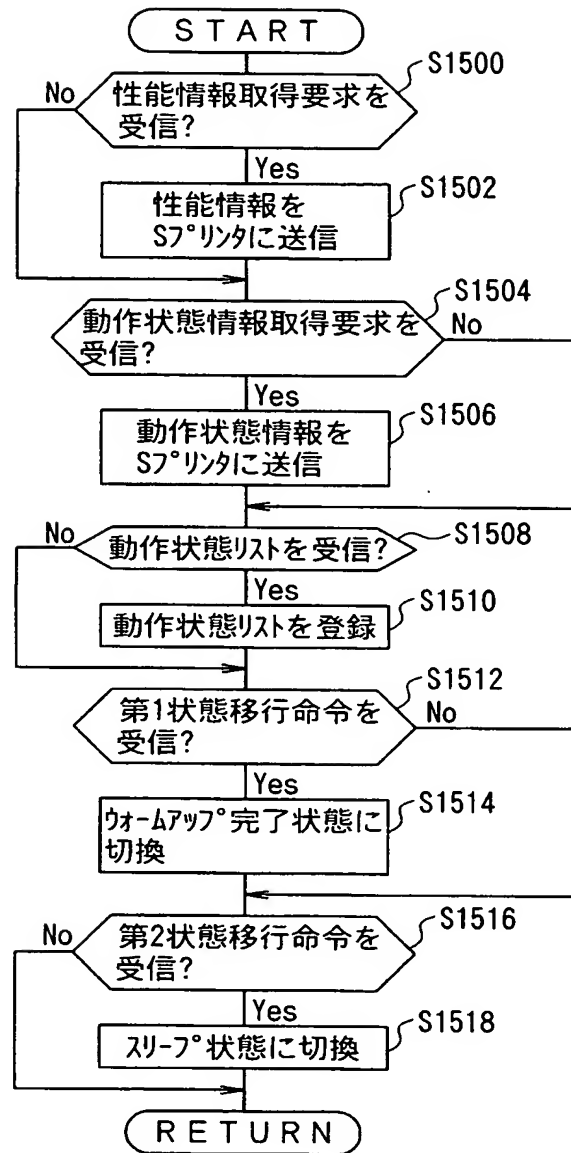 START
S1500
No
性能情報取得要求を
受信?
Yes
S1502
性能情報を
Sプリンタに送信
S1504
動作状態情報取得要求を
受信?
No
Yes
S1506
動作状態情報を
Sプリンタに送信
S1508
No
動作状態リストを受信?
Yes
S1510
動作状態リストを登録
S1512
第1状態移行命令を
受信?
No
Yes
S1514
ウォームアップ完了状態に
切換
S1516
No
第2状態移行命令を
受信?
Yes
S1518
スリープ状態に切換
RETURN